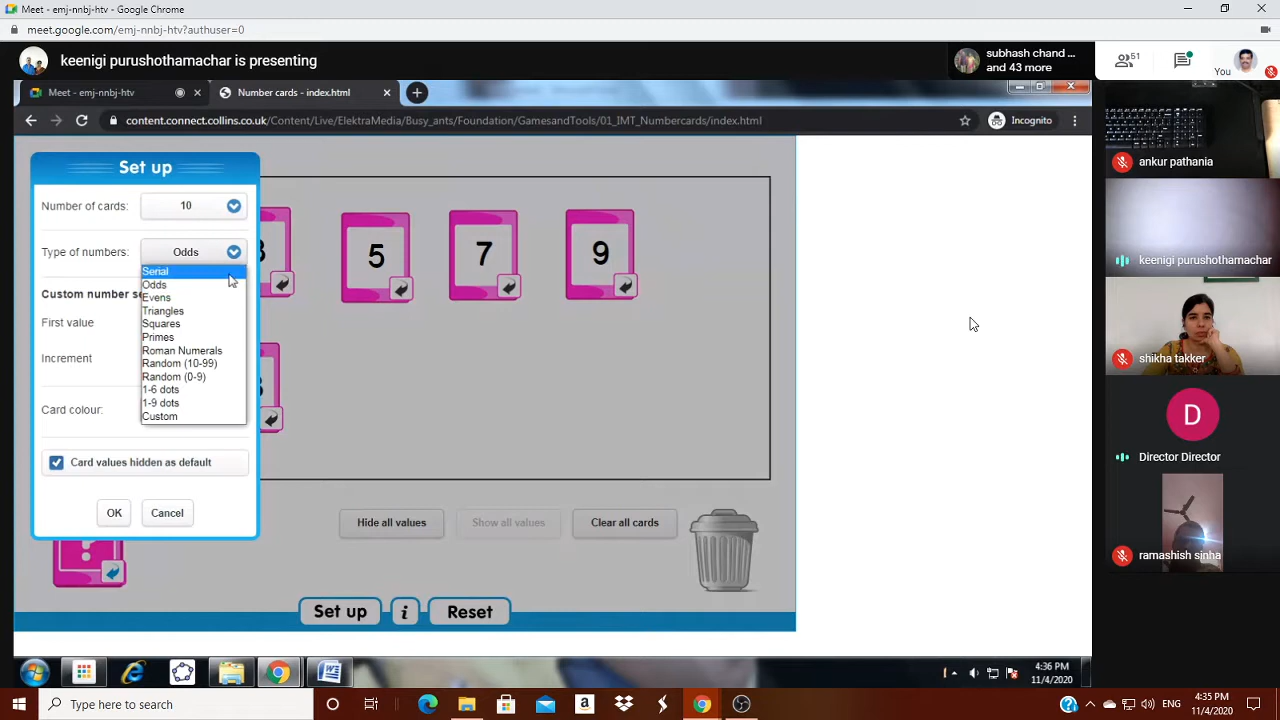 Meet - emj-nnbj-htv - Google Chrome
meet.google.com/emj-nnbj-htv?authuser=0
keenigi purushothamachar is presenting
subhash chand ...
and 43 more
51
You
Meet - emj-nnbj-htv
Number cards - index.html
content.connect.collins.co.uk/Content/Live/ElektraMedia/Busy_ants/Foundation/GamesandTools/01_IMT_Numbercards/index.html
Incognito
Set up
Number of cards: 10
Type of numbers: Odds
Serial
Odds
Evens
Triangles
Squares
Primes
Roman Numerals
Random (10-99)
Random (0-9)
1-6 dots
1-9 dots
Custom
Custom number se
First value
Increment
Card colour:
Card values hidden as default
OK Cancel
5 7 9
Hide all values Show all values Clear all cards
Set up i Reset
ankur pathania
keenigi purushothamachar
shikha takker
D
Director Director
ramashish sinha
4:36 PM
11/4/2020
Type here to search
ENG
4:35 PM
11/4/2020